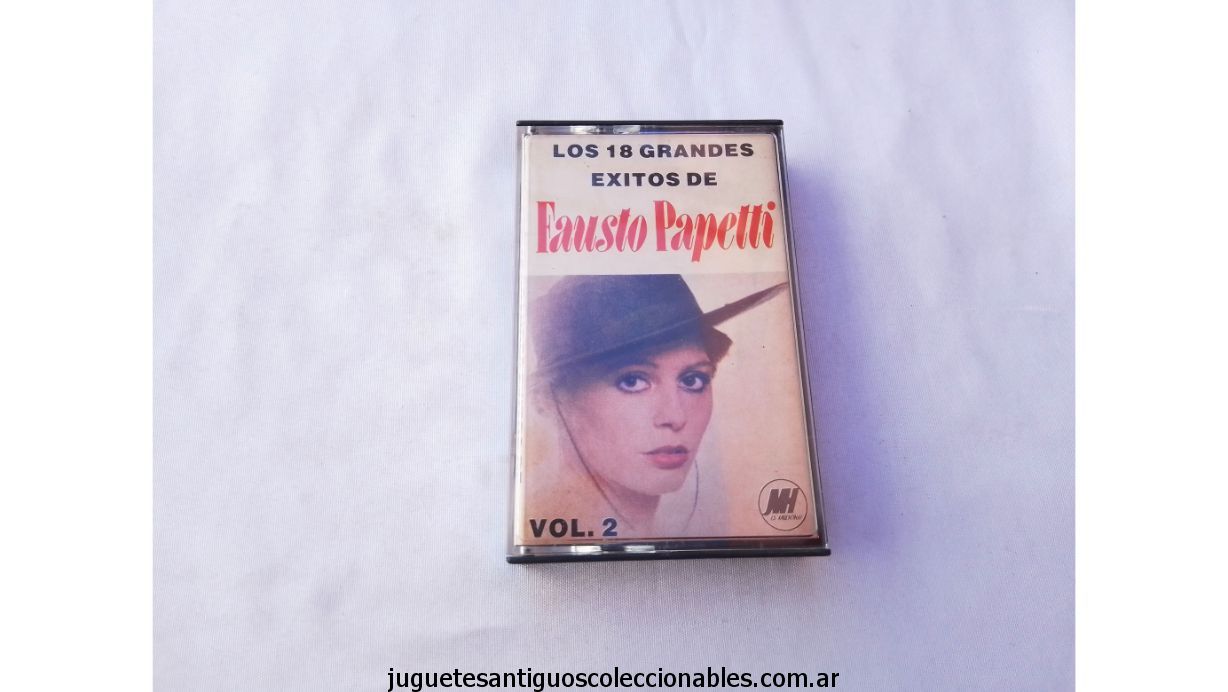 LOS 18 GRANDES
EXITOS DE
Fausto Papetti
VOL. 2
MH
juguetesantiguoscoleccionables.com.ar